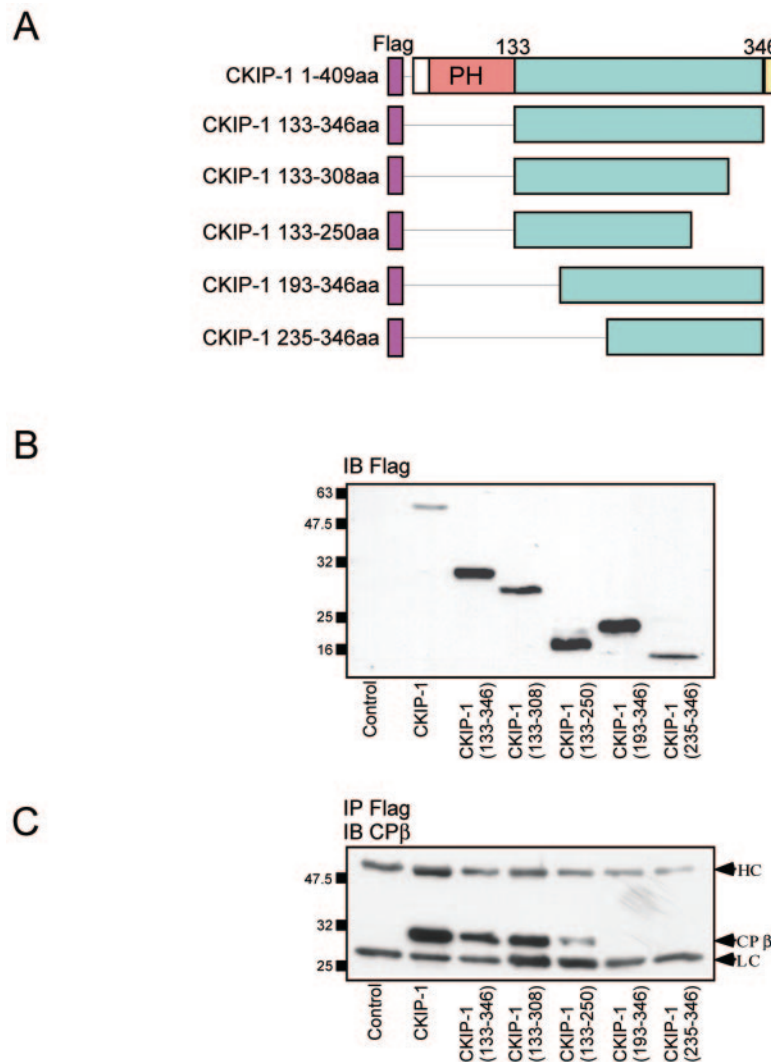 A
Flag
133
346
CKIP-1 1-409aa
PH
CKIP-1 133-346aa
CKIP-1 133-308aa
CKIP-1 133-250aa
CKIP-1 193-346aa
CKIP-1 235-346aa
B
IB Flag
63
47.5
32
25
16
Control
CKIP-1
CKIP-1
(133-346)
CKIP-1
(133-308)
CKIP-1
(133-250)
CKIP-1
(193-346)
CKIP-1
(235-346)
C
IP Flag
IB CPβ
47.5
32
25
HC
CP β
LC
Control
CKIP-1
CKIP-1
(133-346)
CKIP-1
(133-308)
CKIP-1
(133-250)
CKIP-1
(193-346)
CKIP-1
(235-346)